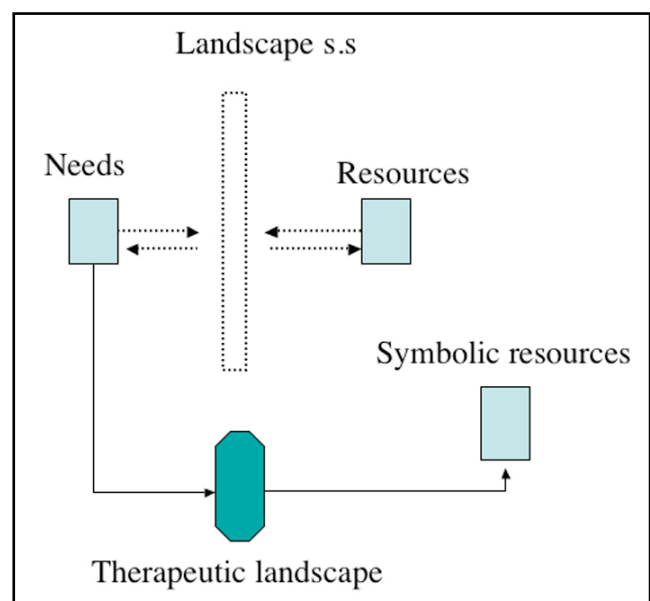 Landscape s.s
Needs
Resources
Symbolic resources
Therapeutic landscape